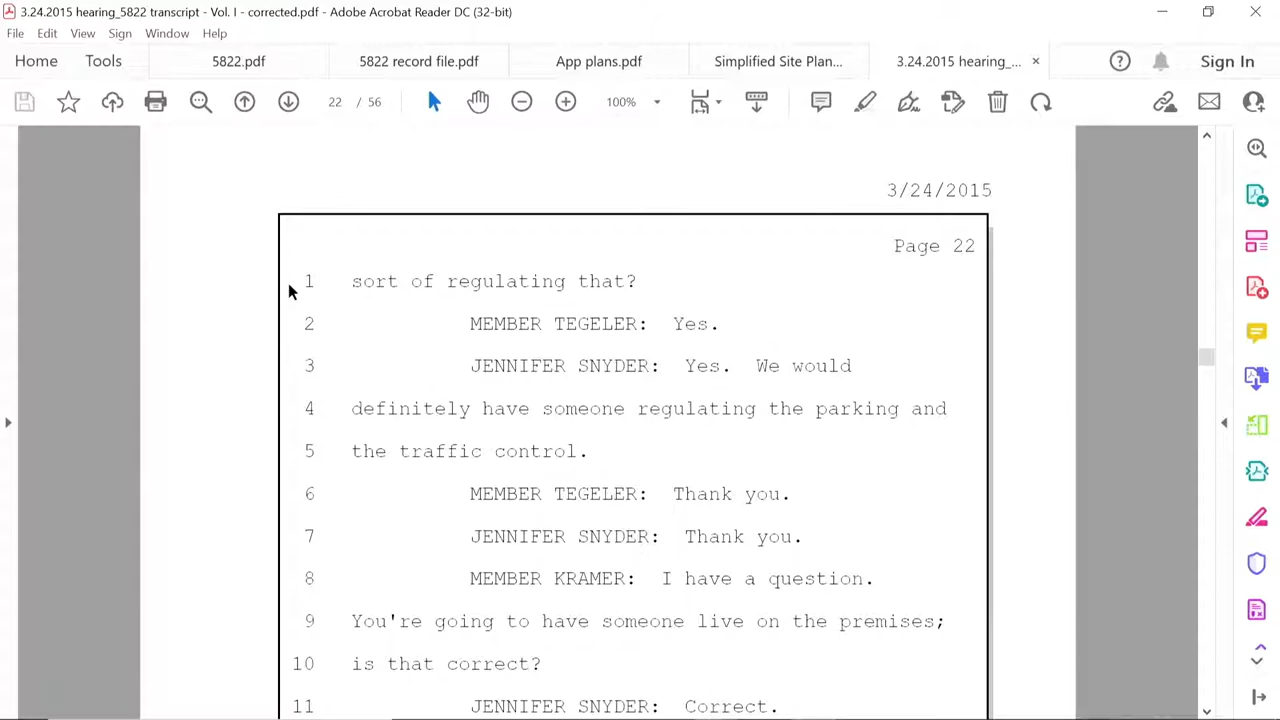 3.24.2015 hearing_5822 transcript - Vol. I - corrected.pdf - Adobe Acrobat Reader DC (32-bit)
File Edit View Sign Window Help
Home Tools 5822.pdf 5822 record file.pdf App plans.pdf Simplified Site Plan... 3.24.2015 hearing_... × Sign In
22 / 56 100%
3/24/2015
Page 22
1 sort of regulating that?
2 MEMBER TEGELER: Yes.
3 JENNIFER SNYDER: Yes. We would
4 definitely have someone regulating the parking and
5 the traffic control.
6 MEMBER TEGELER: Thank you.
7 JENNIFER SNYDER: Thank you.
8 MEMBER KRAMER: I have a question.
9 You're going to have someone live on the premises;
10 is that correct?
11 JENNIFER SNYDER: Correct.